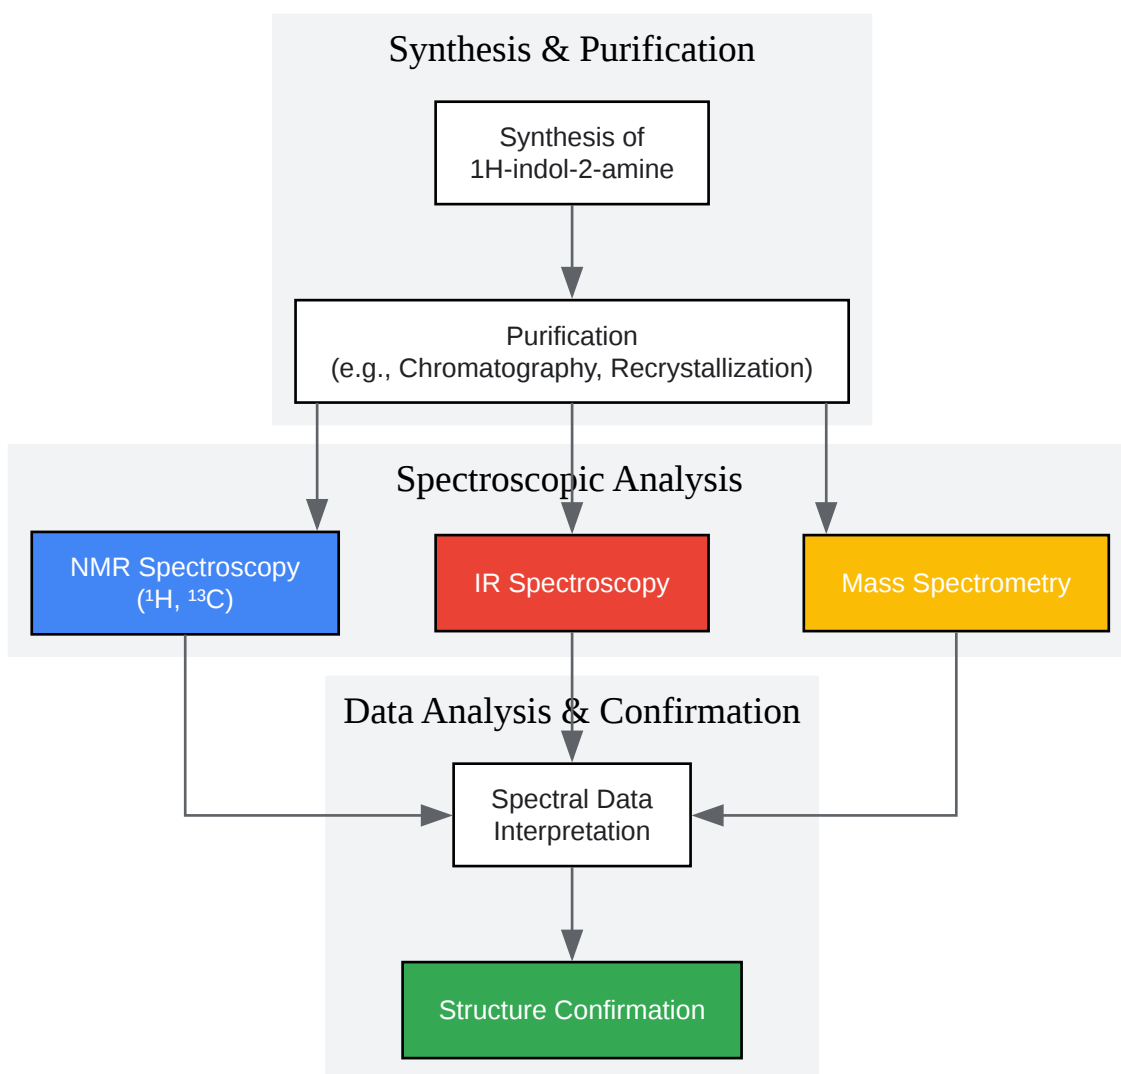 Synthesis & Purification
Synthesis of
1H-indol-2-amine
Purification
(e.g., Chromatography, Recrystallization)
Spectroscopic Analysis
NMR Spectroscopy
(¹H, ¹³C)
IR Spectroscopy
Mass Spectrometry
Data Analysis & Confirmation
Spectral Data
Interpretation
Structure Confirmation